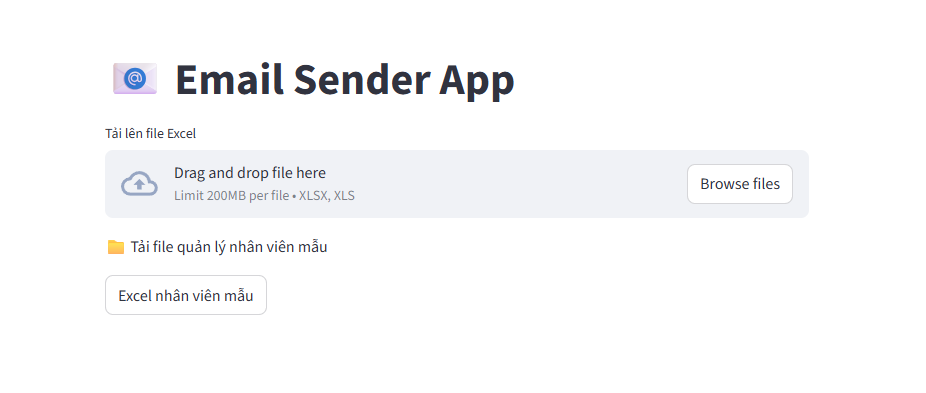 Email Sender App
Tải lên file Excel
Drag and drop file here
Limit 200MB per file • XLSX, XLS
Browse files
Tải file quản lý nhân viên mẫu
Excel nhân viên mẫu